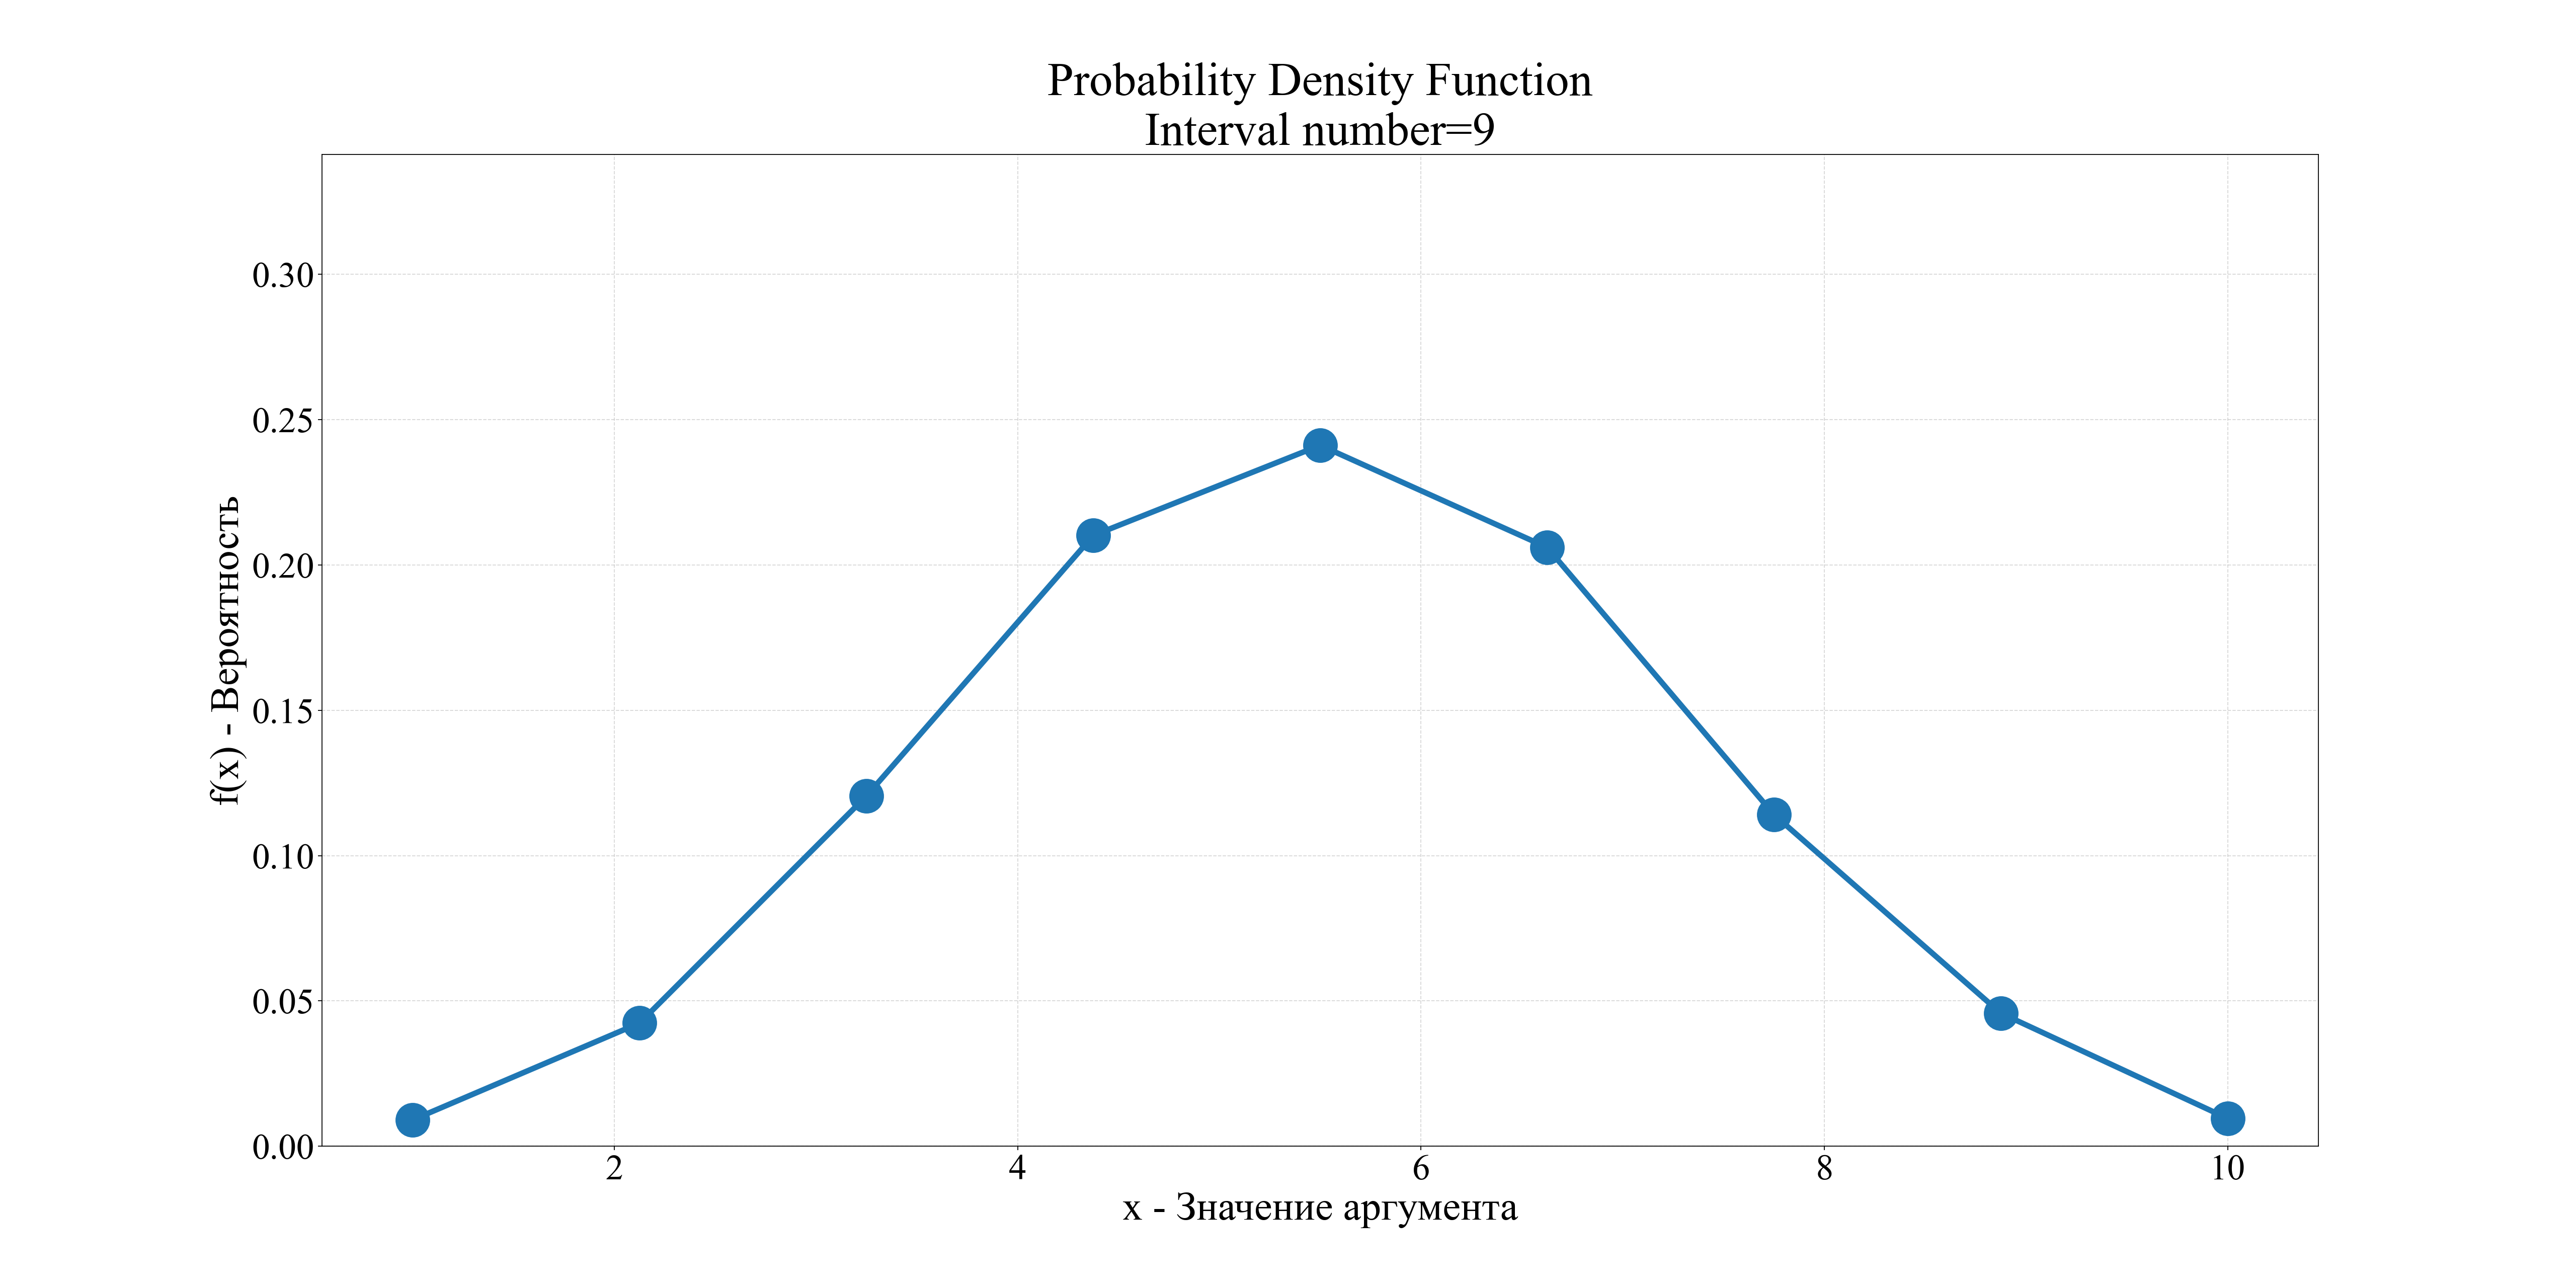 Probability Density Function
Interval number=9
f(x) - Вероятность
0.30
0.25
0.20
0.15
0.10
0.05
0.00
2 4 6 8 10
x - Значение аргумента